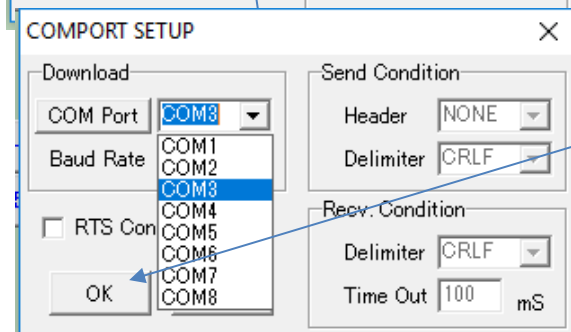 COMPORT SETUP
Download
COM Port COM3
Baud Rate
COM1
COM2
COM3
COM4
COM5
COM6
COM7
COM8
RTS Con
OK
Send Condition
Header NONE
Delimiter CRLF
Recv. Condition
Delimiter CRLF
Time Out 100 mS